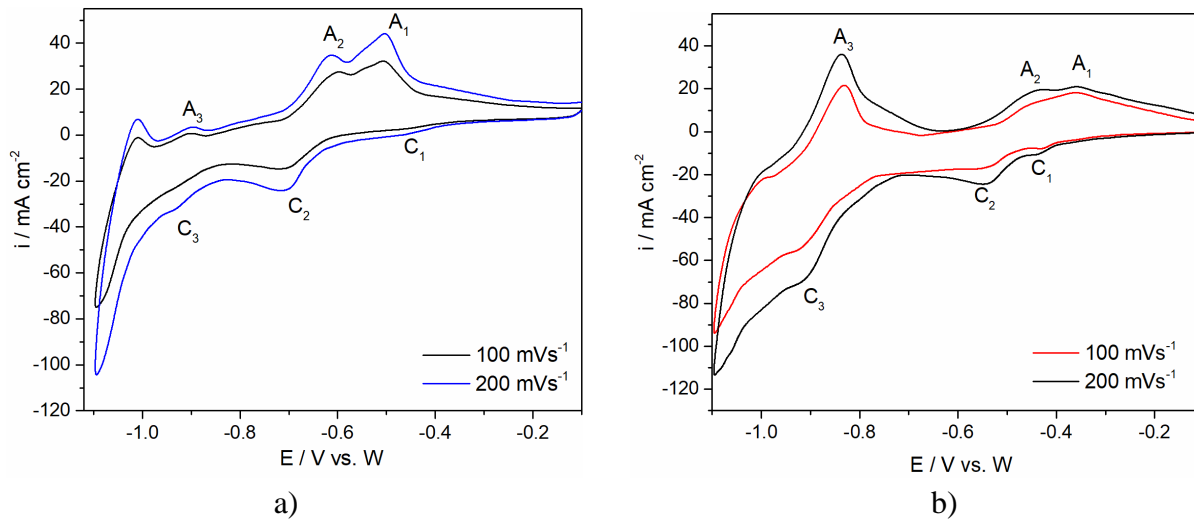 A₂
A₁
A₃
C₁
C₂
C₃
40
20
0
-20
-40
-60
-80
-100
-120
i / mA cm⁻²
100 mVs⁻¹
200 mVs⁻¹
-1.0
-0.8
-0.6
-0.4
-0.2
E / V vs. W
a)
A₃
A₂
A₁
C₁
C₂
C₃
40
20
0
-20
-40
-60
-80
-100
-120
i / mA cm⁻²
100 mVs⁻¹
200 mVs⁻¹
-1.0
-0.8
-0.6
-0.4
-0.2
E / V vs. W
b)